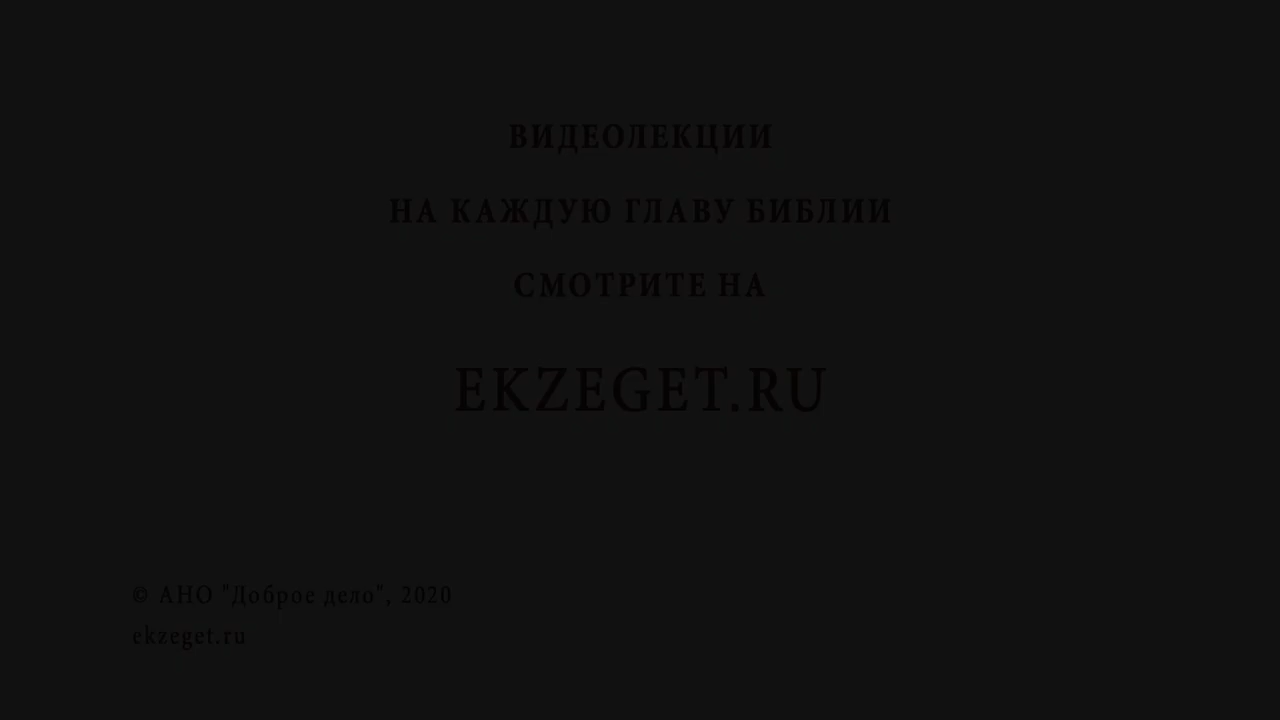 ВИДЕОЛЕКЦИИ
НА КАЖДУЮ ГЛАВУ БИБЛИИ
СМОТРИТЕ НА
EKZEGET.RU
© АНО "Доброе дело", 2020
ekzeget.ru